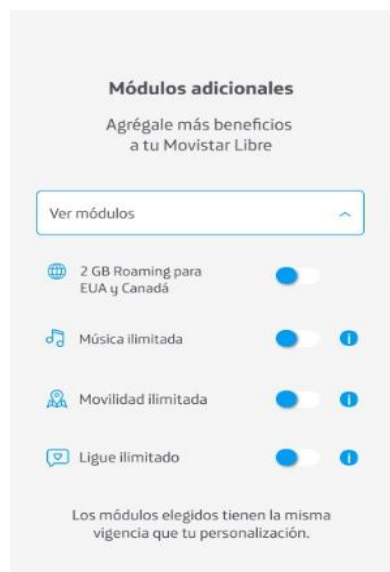 Módulos adicionales
Agrégale más beneficios
a tu Movistar Libre
Ver módulos
2 GB Roaming para
EUA y Canadá
Música ilimitada
Movilidad ilimitada
Ligue ilimitado
Los módulos elegidos tienen la misma
vigencia que tu personalización.